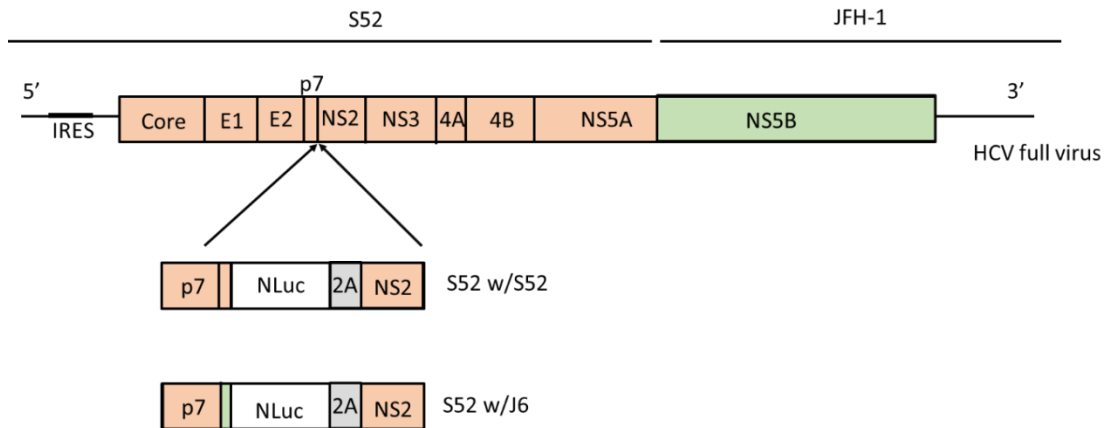 S52 JFH-1
5’ p7 3’
Core E1 E2 NS2 NS3 4A 4B NS5A NS5B
IRES
HCV full virus
p7 NLuc 2A NS2 S52 w/S52
p7 NLuc 2A NS2 S52 w/J6